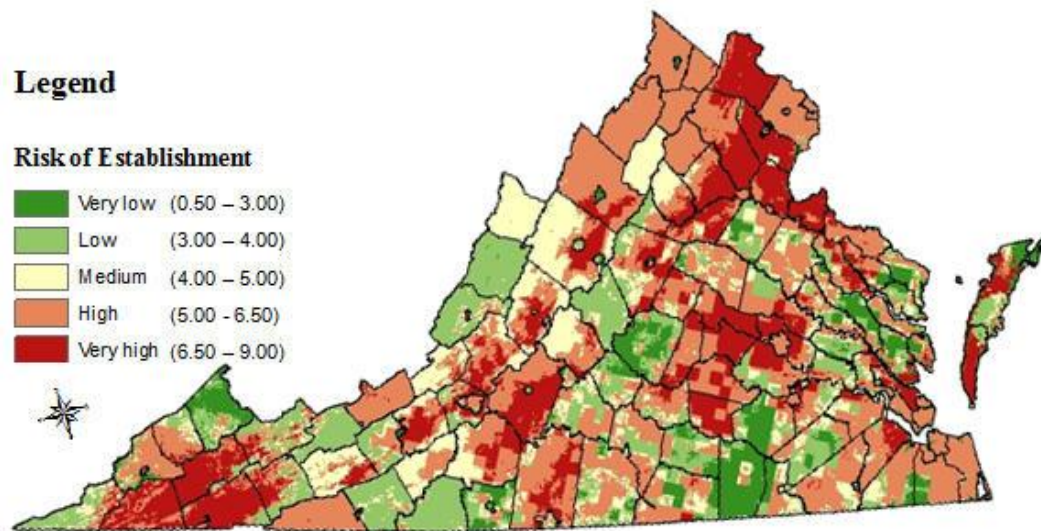 Legend
Risk of Establishment
Very low (0.50 – 3.00)
Low (3.00 – 4.00)
Medium (4.00 – 5.00)
High (5.00 - 6.50)
Very high (6.50 – 9.00)